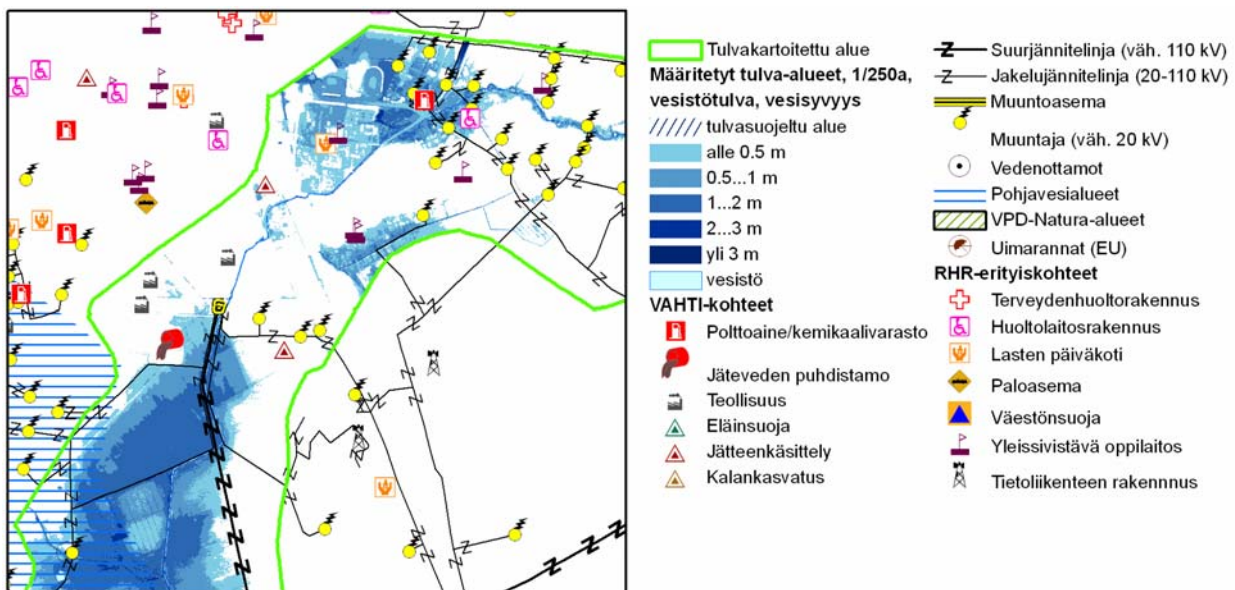 Tulvakartoitettu alue
Määritetyt tulva-alueet, 1/250a,
vesistötulva, vesisyvyys
tulvasuojeltu alue
alle 0.5 m
0.5...1 m
1...2 m
2...3 m
yli 3 m
vesistö
VAHTI-kohteet
Polttoaine/kemikaalivarasto
Jäteveden puhdistamo
Teollisuus
Eläinsuoja
Jätteenkäsittely
Kalankasvatus
Suurjännitelinja (väh. 110 kV)
Jakelujännitelinja (20-110 kV)
Muuntoasema
Muuntaja (väh. 20 kV)
Vedenottamot
Pohjavesialueet
VPD-Natura-alueet
Uimarannat (EU)
RHR-erityiskohteet
Terveydenhuoltorakennus
Huoltolaitosrakennus
Lasten päiväkoti
Paloasema
Väestönsuoja
Yleissivistävä oppilaitos
Tietoliikenteen rakennnus